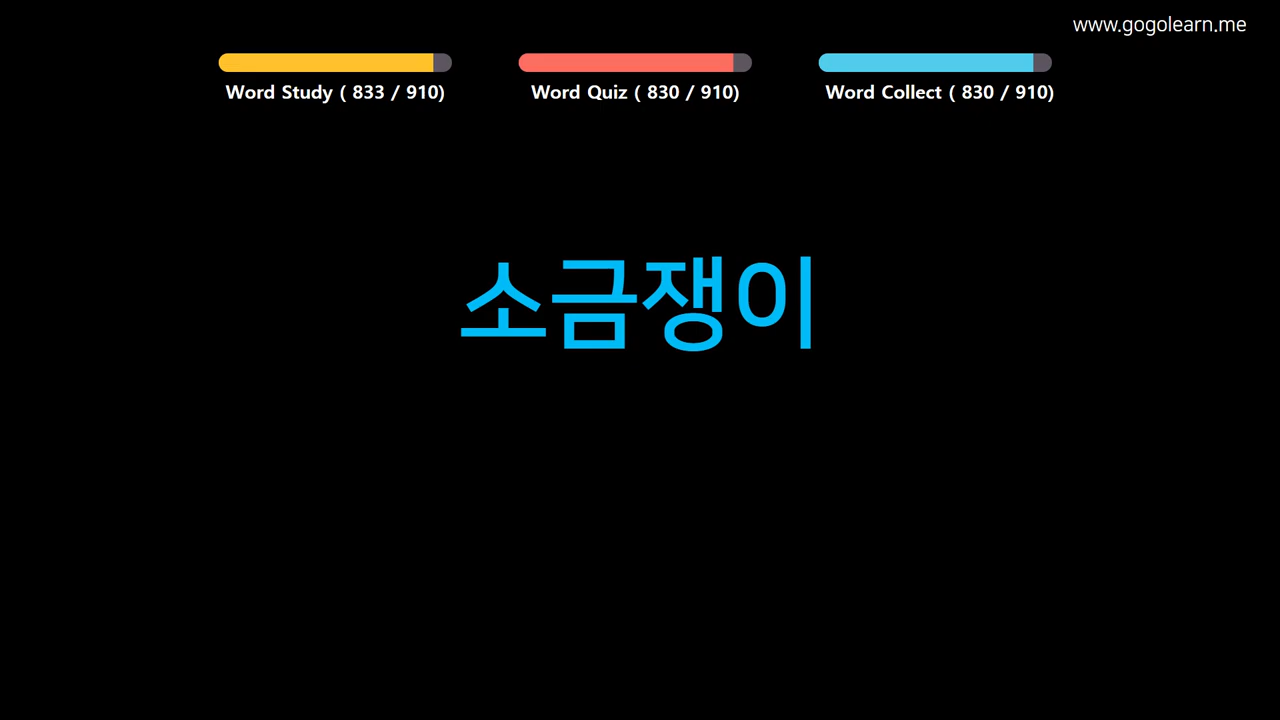 www.gogolearn.me
Word Study ( 833 / 910)
Word Quiz ( 830 / 910)
Word Collect ( 830 / 910)
소금쟁이